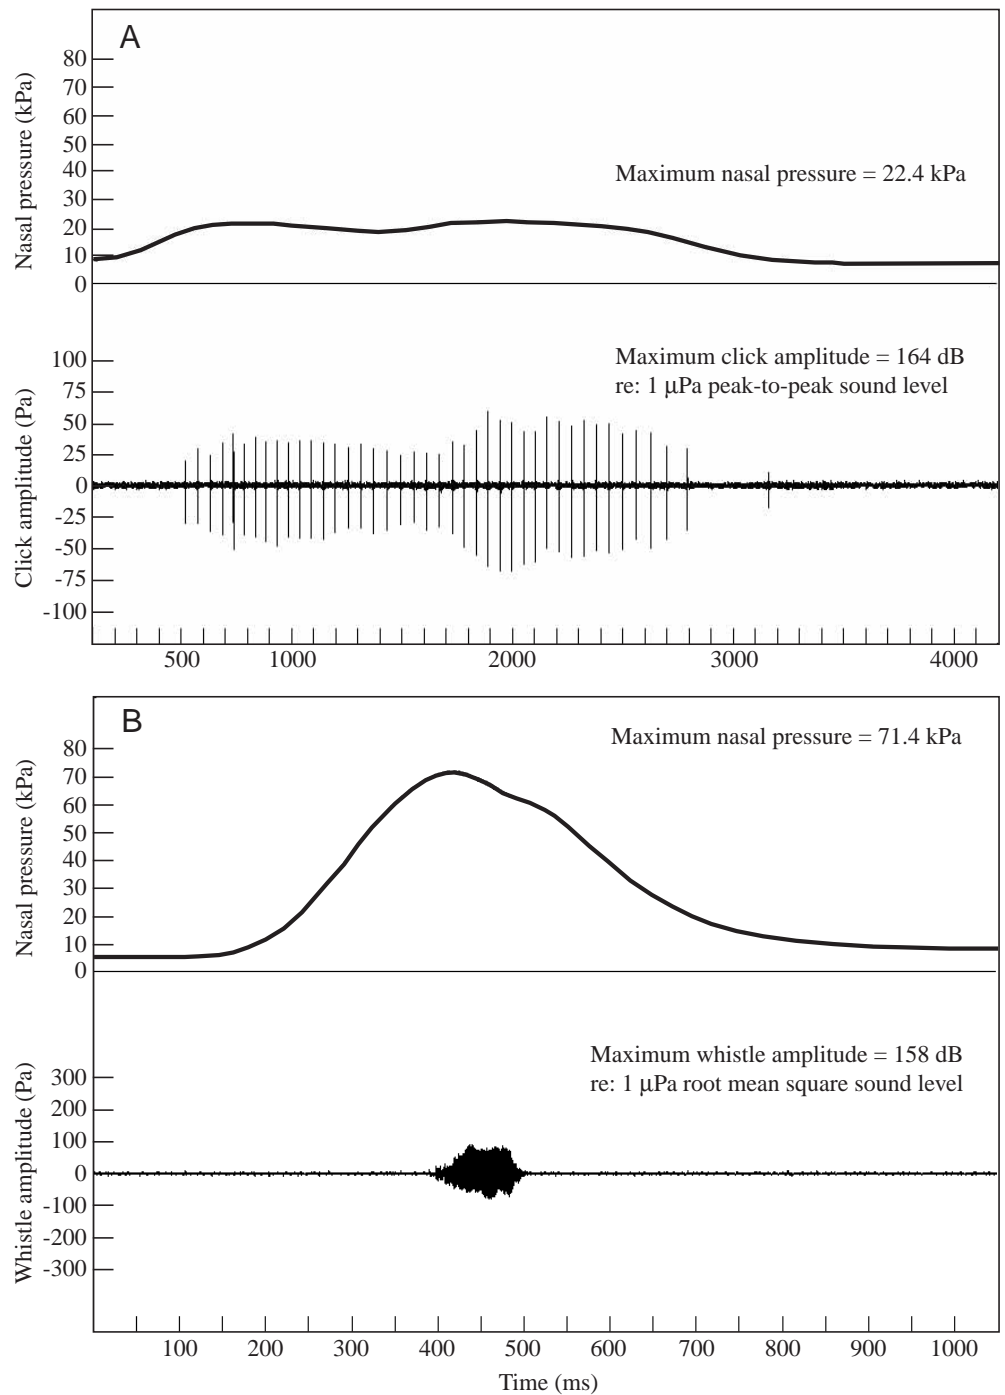 A
Nasal pressure (kPa)
80
70
60
50
40
30
20
10
0
Maximum nasal pressure = 22.4 kPa
Click amplitude (Pa)
100
75
50
25
0
-25
-50
-75
-100
Maximum click amplitude = 164 dB
re: 1 μPa peak-to-peak sound level
500 1000 2000 3000 4000
B
Nasal pressure (kPa)
80
70
60
50
40
30
20
10
0
Maximum nasal pressure = 71.4 kPa
Whistle amplitude (Pa)
300
200
100
0
-100
-200
-300
Maximum whistle amplitude = 158 dB
re: 1 μPa root mean square sound level
100 200 300 400 500 600 700 800 900 1000
Time (ms)